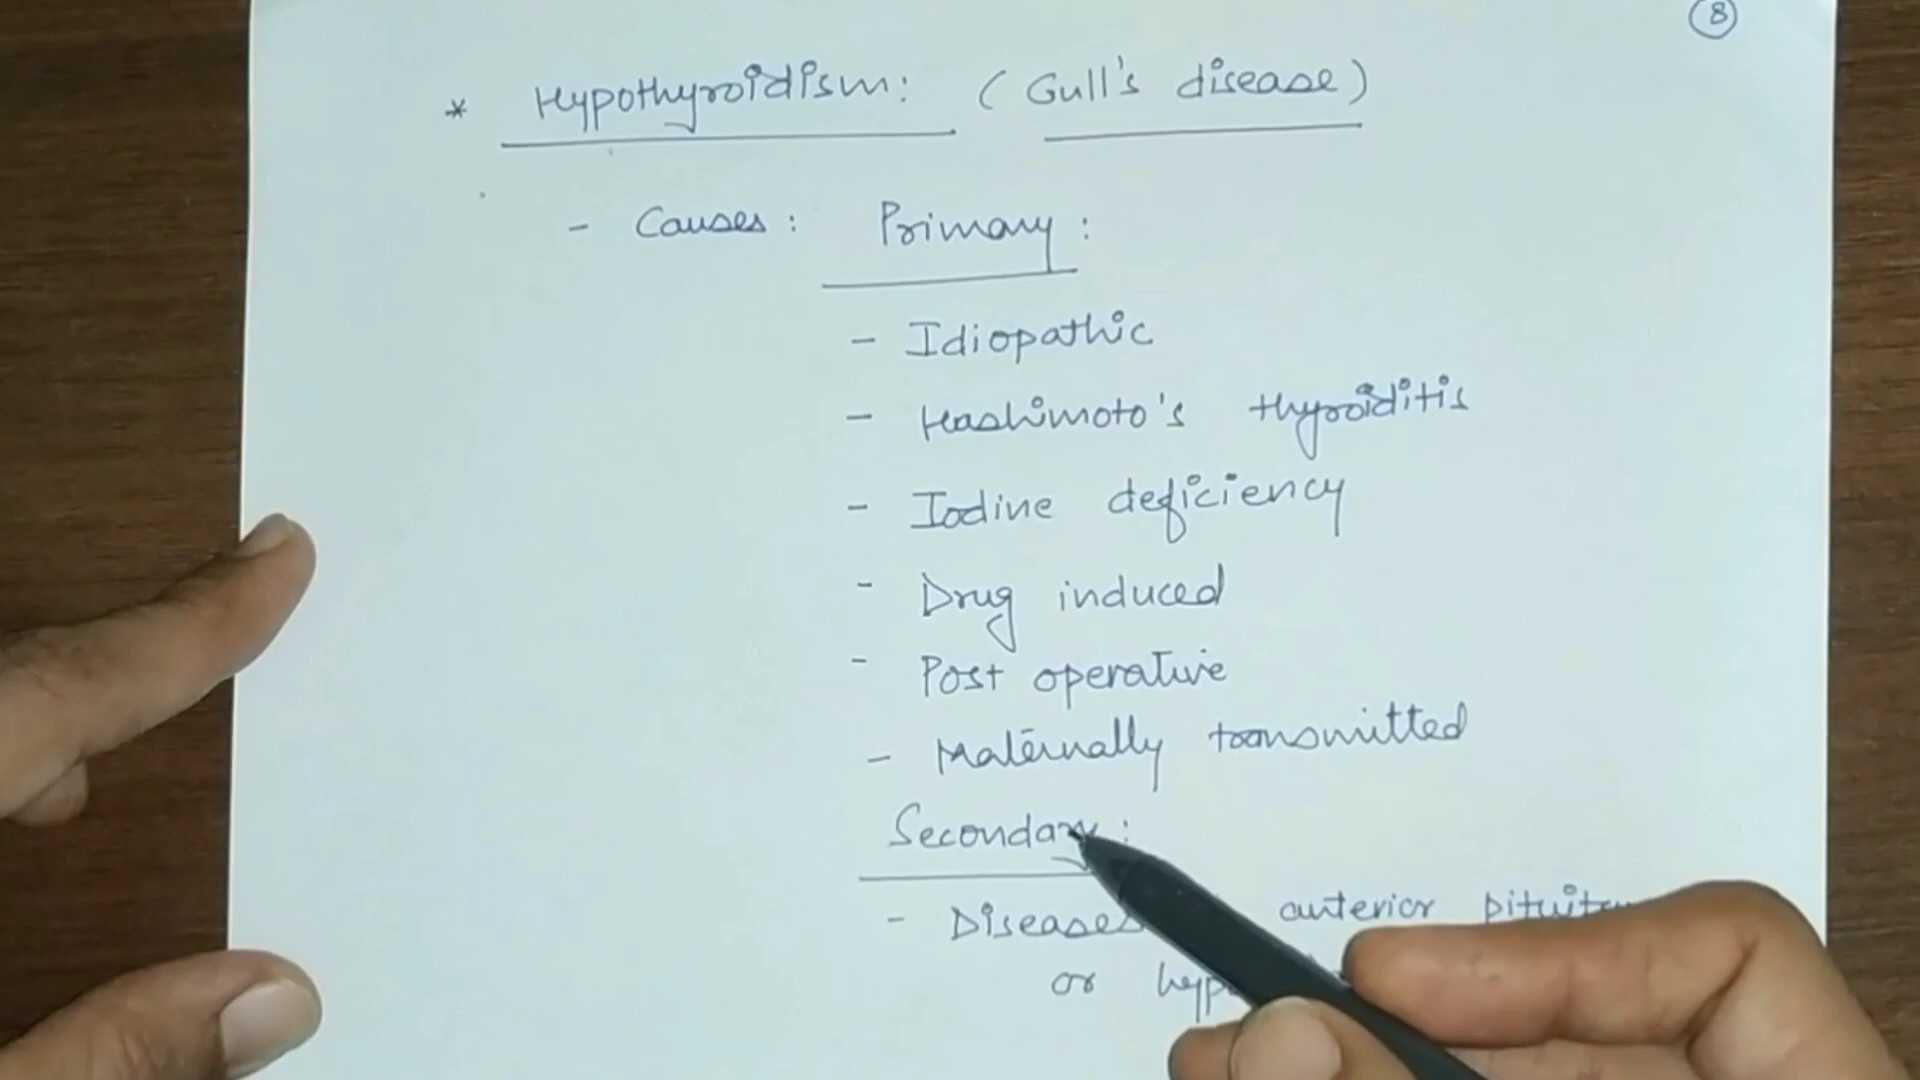 8
* Hypothyroidism: (Gull's disease)
- Causes: Primary:
- Idiopathic
- Hashimoto's thyroiditis
- Iodine deficiency
- Drug induced
- Post operative
- Maternally transmitted
Secondary:
- Diseases anterior
or